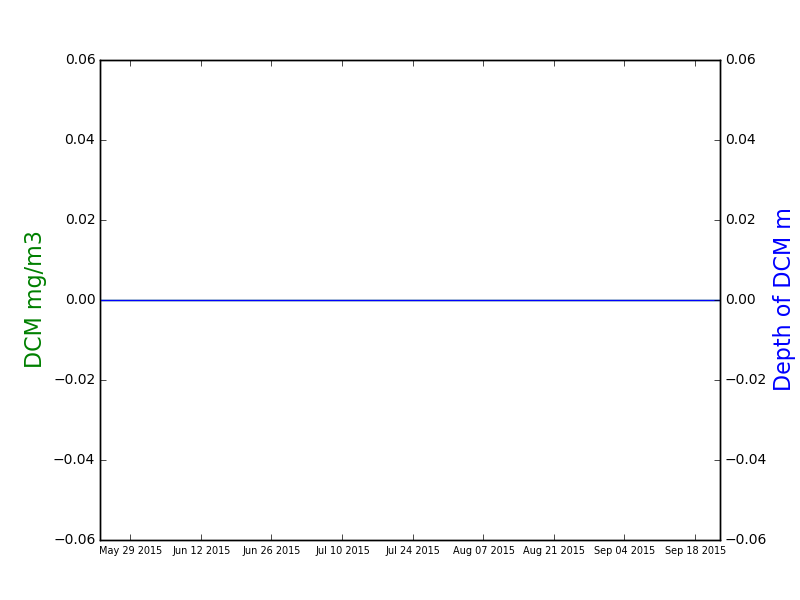 0.06
0.04
0.02
0.00
−0.02
−0.04
−0.06
DCM mg/m3
0.06
0.04
0.02
0.00
−0.02
−0.04
−0.06
Depth of DCM m
May 29 2015
Jun 12 2015
Jun 26 2015
Jul 10 2015
Jul 24 2015
Aug 07 2015
Aug 21 2015
Sep 04 2015
Sep 18 2015